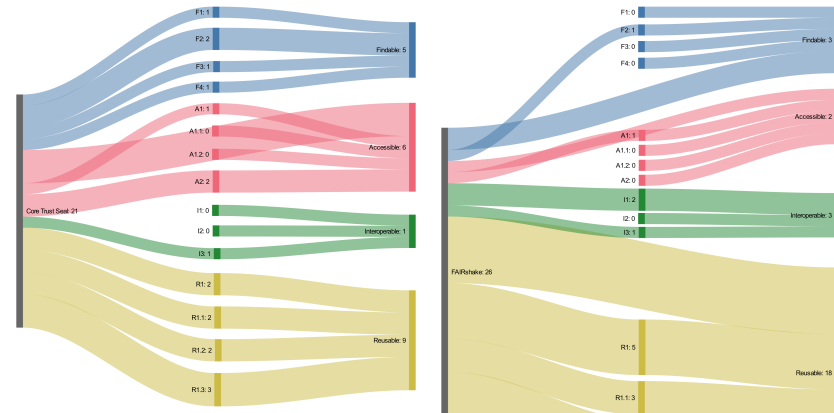 F1: 1
F2: 2
Findable: 5
F3: 1
F4: 1
A1: 1
A1.1: 0
Accessible: 6
A1.2: 0
A2: 2
Core Trust Seal: 21
I1: 0
I2: 0
Interoperable: 1
I3: 1
R1: 2
R1.1: 2
R1.2: 2
Reusable: 9
R1.3: 3
F1: 0
F2: 1
Findable: 3
F3: 0
F4: 0
Accessible: 2
A1: 1
A1.1: 0
A1.2: 0
A2: 0
I1: 2
I2: 0
Interoperable: 3
I3: 1
FAIRshake: 26
R1: 5
Reusable: 18
R1.1: 3